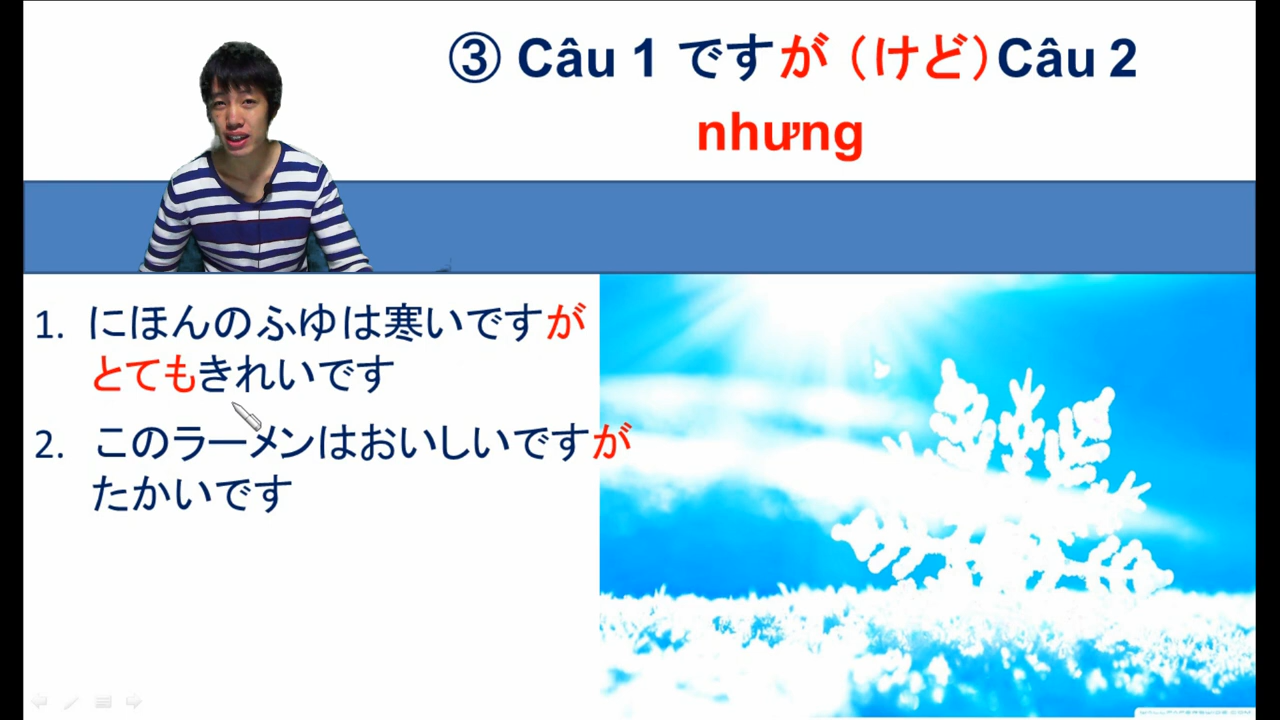 ③ Câu 1 ですが（けど）Câu 2
nhưng
1. にほんのふゆは寒いですが
とてもきれいです
2. このラーメンはおいしいですが
たかいです